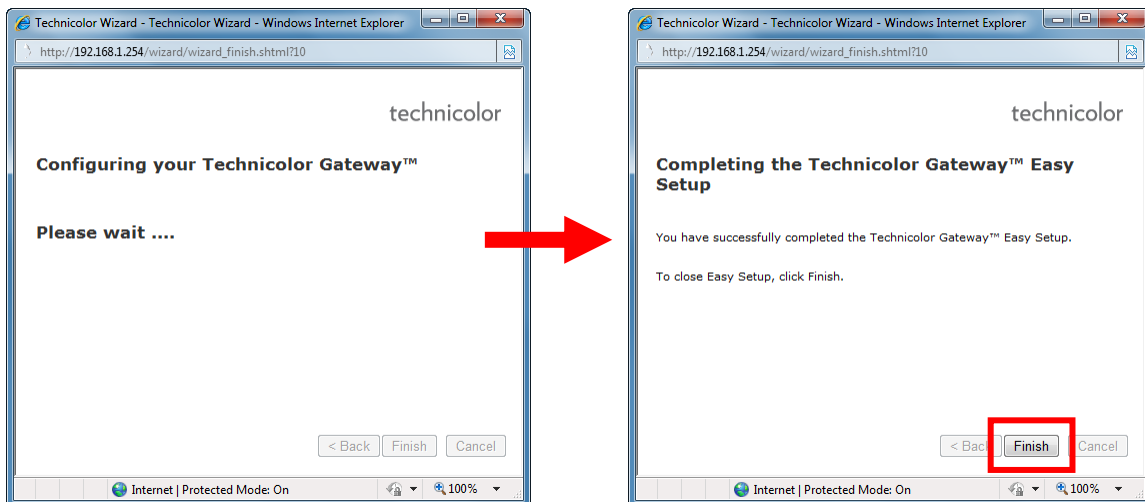 Technicolor Wizard - Technicolor Wizard - Windows Internet Explorer
http://192.168.1.254/wizard/wizard_finish.shtml?10
technicolor
Configuring your Technicolor Gateway™
Please wait ....
< Back Finish Cancel
Internet | Protected Mode: On 100%
Technicolor Wizard - Technicolor Wizard - Windows Internet Explorer
http://192.168.1.254/wizard/wizard_finish.shtml?10
technicolor
Completing the Technicolor Gateway™ Easy
Setup
You have successfully completed the Technicolor Gateway™ Easy Setup.
To close Easy Setup, click Finish.
< Back Finish Cancel
Internet | Protected Mode: On 100%